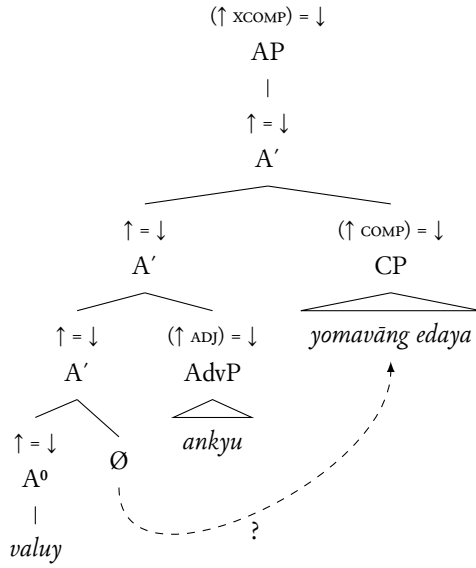 (↑ XCOMP) = ↓
AP
↑ = ↓
A′
↑ = ↓ (↑ COMP) = ↓
A′ CP
↑ = ↓ (↑ ADJ) = ↓ yomavāng edaya
A′ AdvP
↑ = ↓ Ø ankyu
A⁰
?
valuy